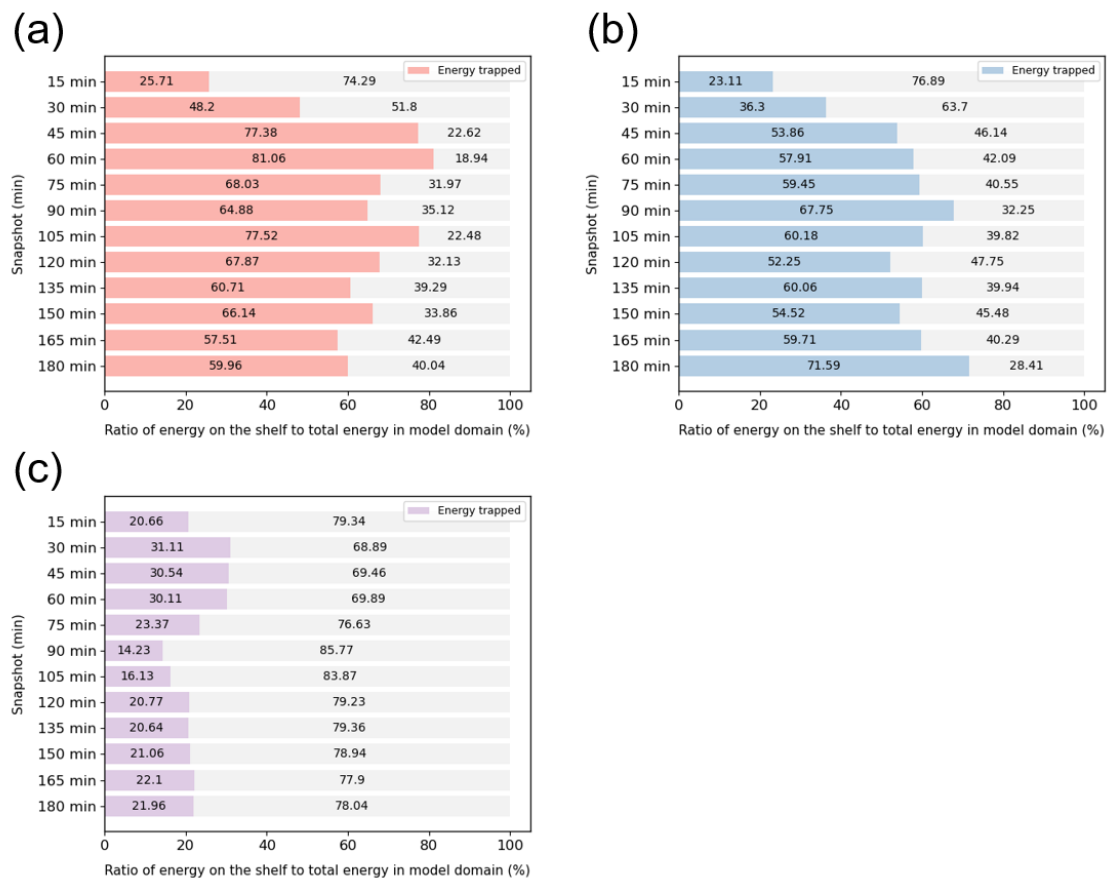 (a)
Energy trapped
15 min 25.71 74.29
30 min 48.2 51.8
45 min 77.38 22.62
60 min 81.06 18.94
75 min 68.03 31.97
90 min 64.88 35.12
105 min 77.52 22.48
120 min 67.87 32.13
135 min 60.71 39.29
150 min 66.14 33.86
165 min 57.51 42.49
180 min 59.96 40.04
Snapshot (min)
0 20 40 60 80 100
Ratio of energy on the shelf to total energy in model domain (%)
(b)
Energy trapped
15 min 23.11 76.89
30 min 36.3 63.7
45 min 53.86 46.14
60 min 57.91 42.09
75 min 59.45 40.55
90 min 67.75 32.25
105 min 60.18 39.82
120 min 52.25 47.75
135 min 60.06 39.94
150 min 54.52 45.48
165 min 59.71 40.29
180 min 71.59 28.41
Snapshot (min)
0 20 40 60 80 100
Ratio of energy on the shelf to total energy in model domain (%)
(c)
Energy trapped
15 min 20.66 79.34
30 min 31.11 68.89
45 min 30.54 69.46
60 min 30.11 69.89
75 min 23.37 76.63
90 min 14.23 85.77
105 min 16.13 83.87
120 min 20.77 79.23
135 min 20.64 79.36
150 min 21.06 78.94
165 min 22.1 77.9
180 min 21.96 78.04
Snapshot (min)
0 20 40 60 80 100
Ratio of energy on the shelf to total energy in model domain (%)